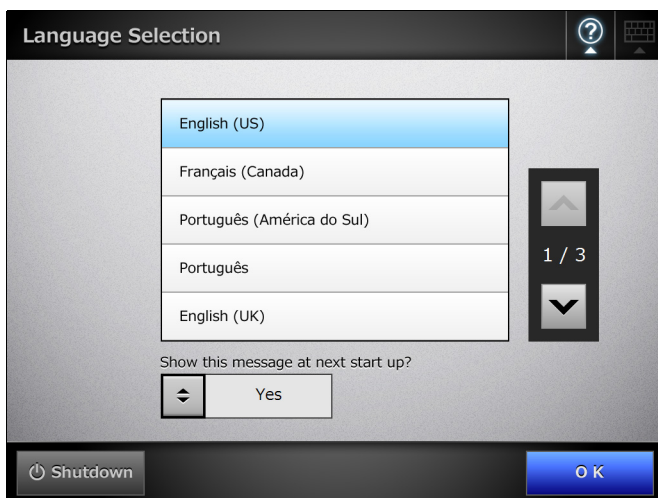 Language Selection
English (US)
Français (Canada)
Português (América do Sul)
Português
English (UK)
1 / 3
Show this message at next start up?
Yes
Shutdown
OK